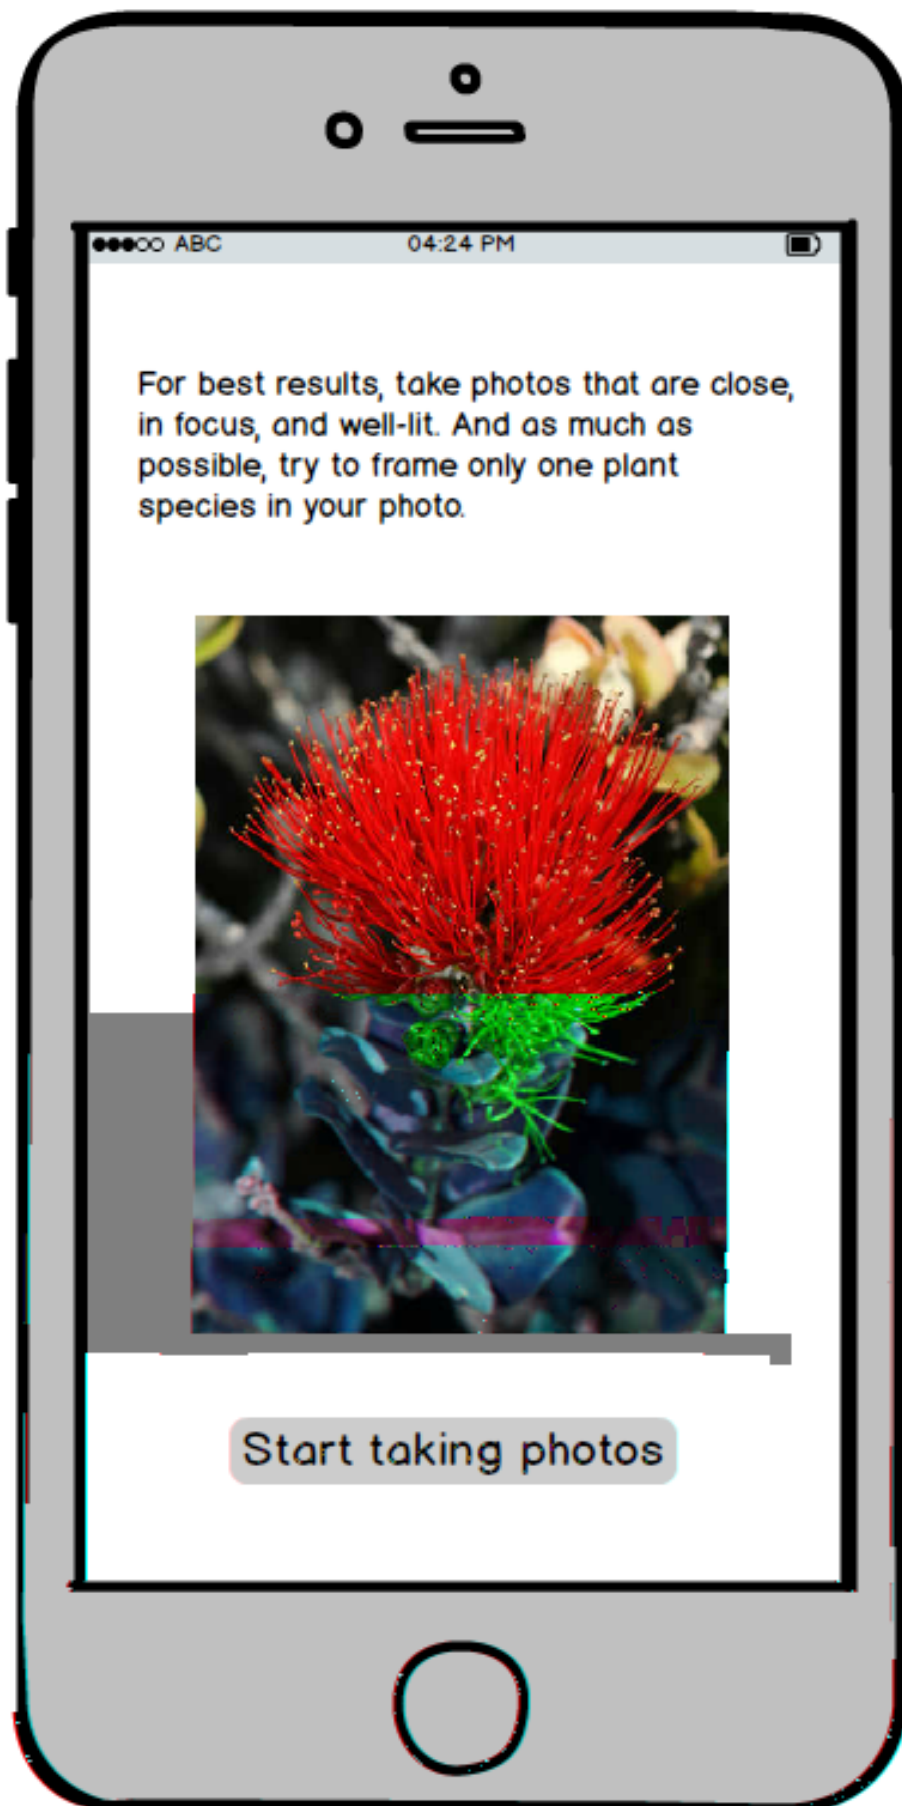 ABC 04:24 PM
For best results, take photos that are close,
in focus, and well-lit. And as much as
possible, try to frame only one plant
species in your photo.
Start taking photos